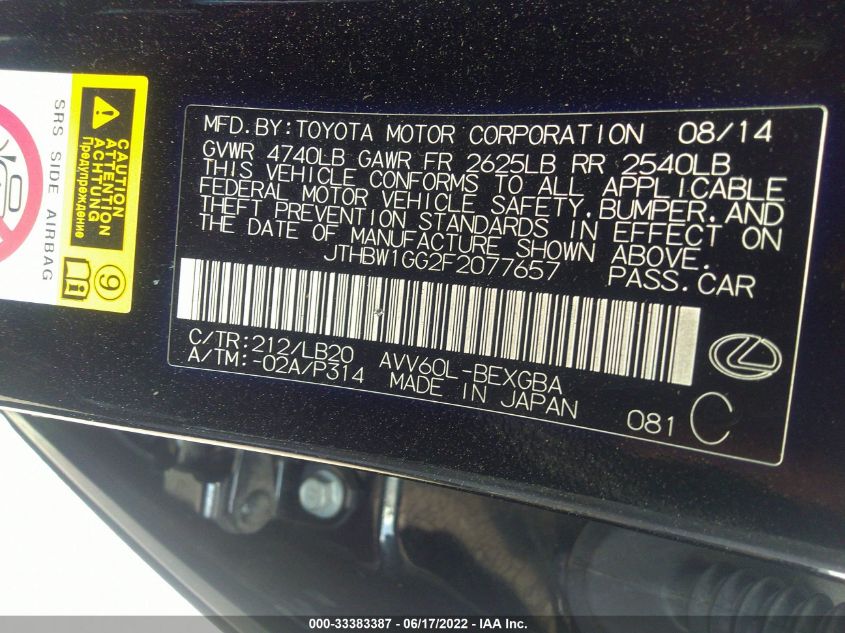 MFD.BY:TOYOTA MOTOR CORPORATION 08/14
GVWR 4740LB GAWR FR 2625LB RR 2540LB
THIS VEHICLE CONFORMS TO ALL APPLICABLE
FEDERAL MOTOR VEHICLE SAFETY.BUMPER.AND
THEFT PREVENTION STANDARDS IN EFFECT ON
THE DATE OF MANUFACTURE SHOWN ABOVE.
JTHBW1GG2F2077657 PASS.CAR
C/TR:212/LB20 AVV60L-BEXGBA
A/TM:-02A/P314 MADE IN JAPAN
081 C
SRS SIDE AIRBAG
CAUTION
ATTENTION
ACHTUNG
Предупреждение
9
000-33383387 - 06/17/2022 - IAA Inc.